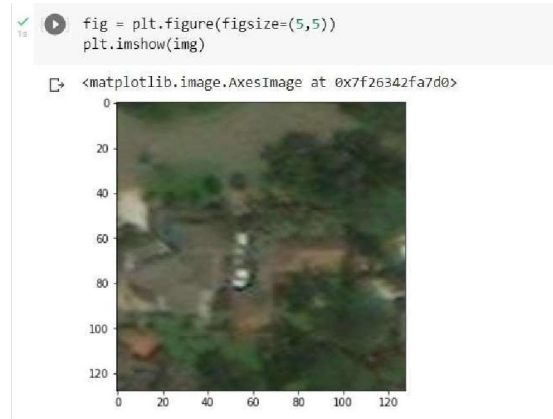 fig = plt.figure(figsize=(5,5))
1s
plt.imshow(img)
<matplotlib.image.AxesImage at 0x7f26342fa7d0>
0
20
40
60
80
100
120
0 20 40 60 80 100 120